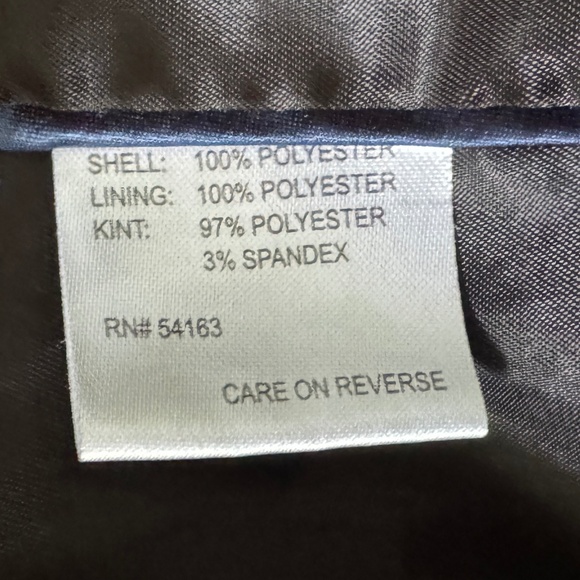 SHELL: 100% POLYESTER
LINING: 100% POLYESTER
KINT: 97% POLYESTER
3% SPANDEX
RN# 54163
CARE ON REVERSE